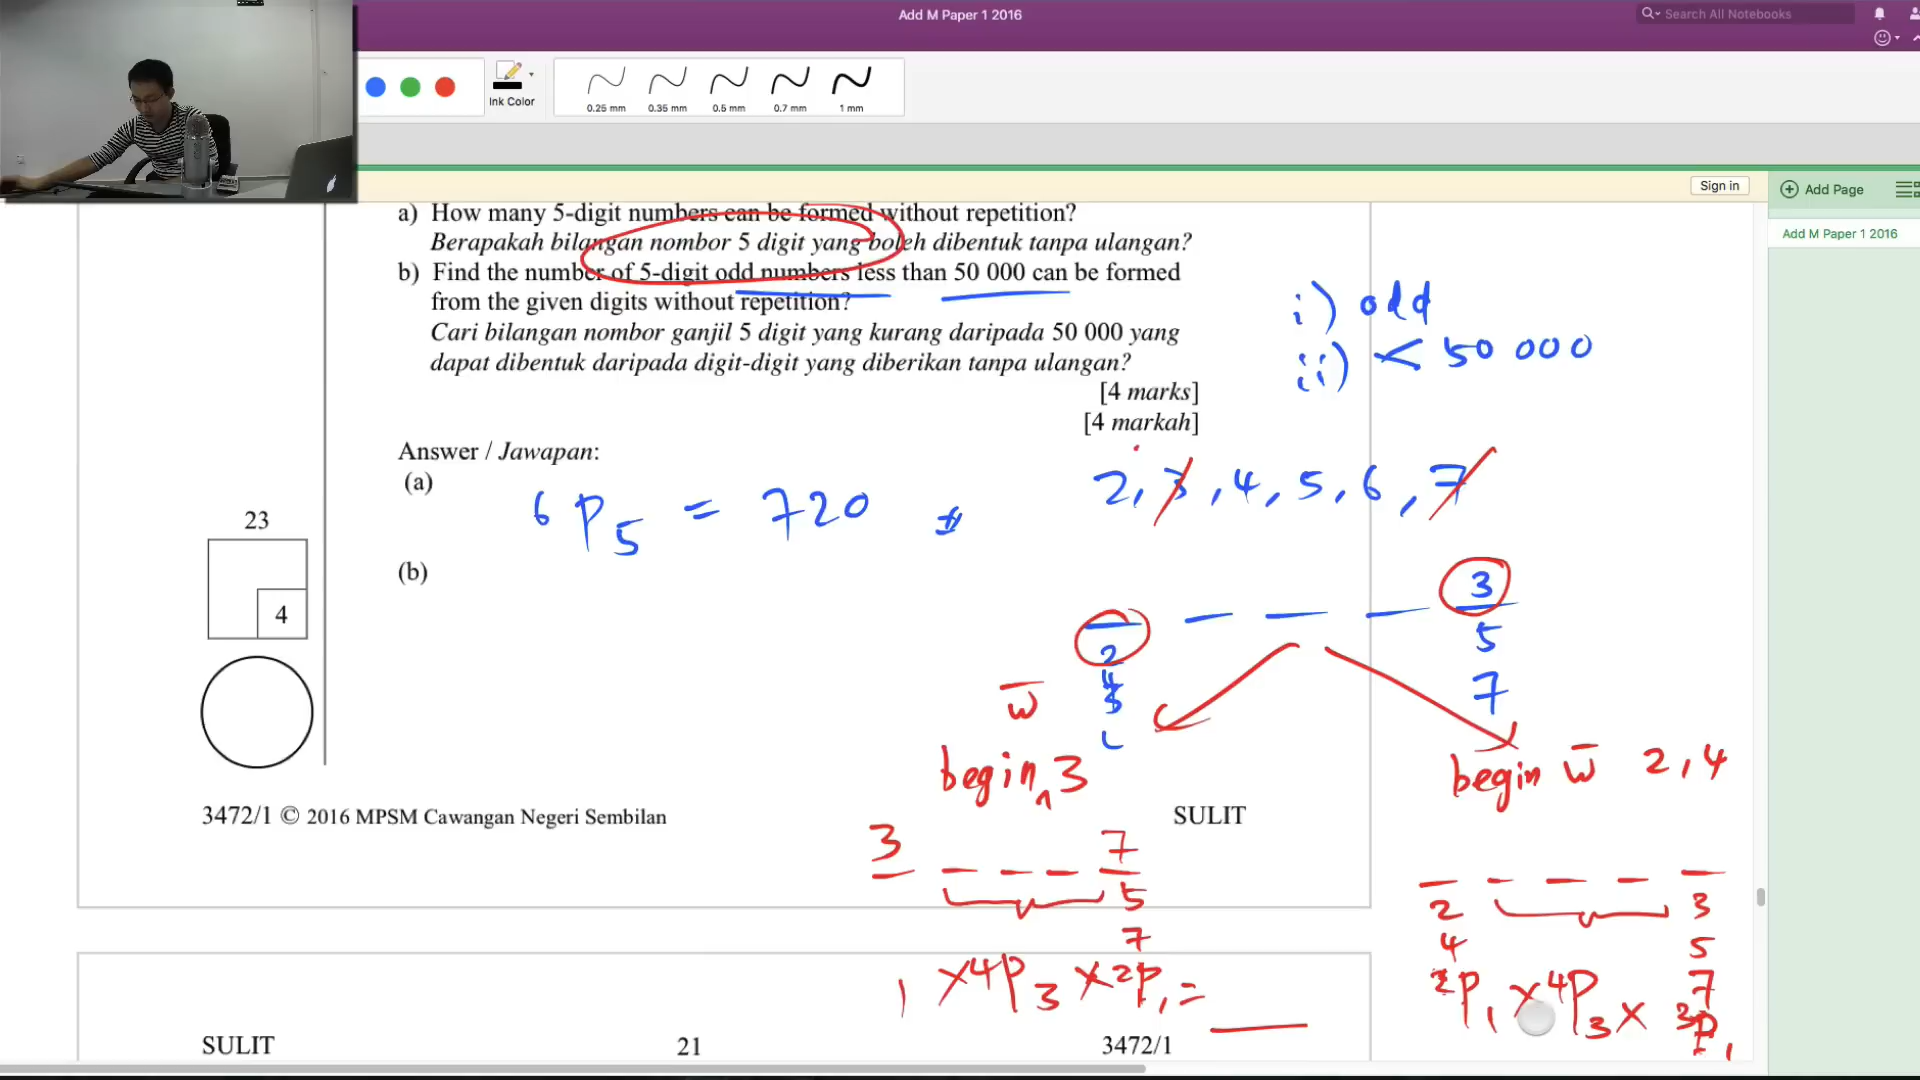 Add M Paper 1 2016
Search All Notebooks
Ink Color
0.25 mm
0.35 mm
0.5 mm
0.7 mm
1 mm
Sign in
Add Page
Add M Paper 1 2016
a) How many 5-digit numbers can be formed without repetition?
Berapakah bilangan nombor 5 digit yang boleh dibentuk tanpa ulangan?
b) Find the number of 5-digit odd numbers less than 50 000 can be formed
from the given digits without repetition?
Cari bilangan nombor ganjil 5 digit yang kurang daripada 50 000 yang
dapat dibentuk daripada digit-digit yang diberikan tanpa ulangan?
[4 marks]
[4 markah]
i) odd
ii) < 50 000
Answer / Jawapan:
(a)
6P5 = 720
2, 3, 4, 5, 6, 7
23
4
(b)
3
5
7
2
w̄
begin 3
begin w̄ 2, 4
3472/1 © 2016 MPSM Cawangan Negeri Sembilan
SULIT
3 _ _ _ 7
5
7
1 × 4P3 × 2P1 =
2
4
3
5
7
2P1 × 4P3 × 3P1
SULIT
21
3472/1